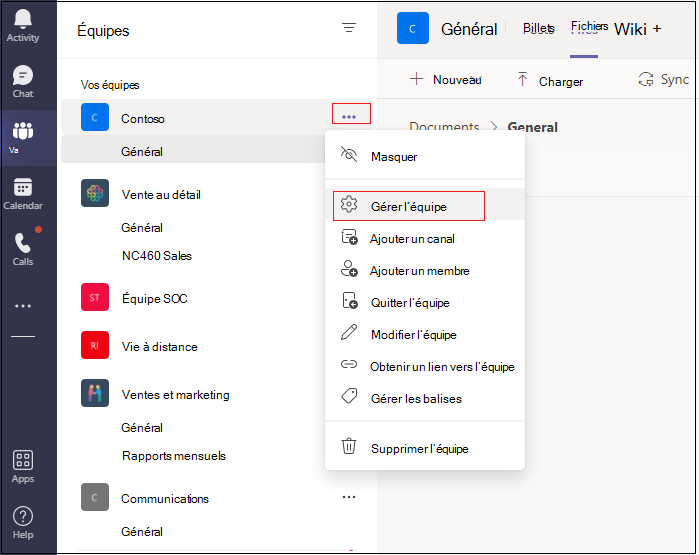 Activity
Chat
Va
Calendar
Calls
Apps
Help
Équipes
Vos équipes
C Contoso
Général
Vente au détail
Général
NC460 Sales
ST Équipe SOC
RI Vie à distance
Ventes et marketing
Général
Rapports mensuels
C Communications
Général
C Général Billets Fichiers Wiki +
Nouveau Charger Sync
Documents > General
Masquer
Gérer l'équipe
Ajouter un canal
Ajouter un membre
Quitter l'équipe
Modifier l'équipe
Obtenir un lien vers l'équipe
Gérer les balises
Supprimer l'équipe